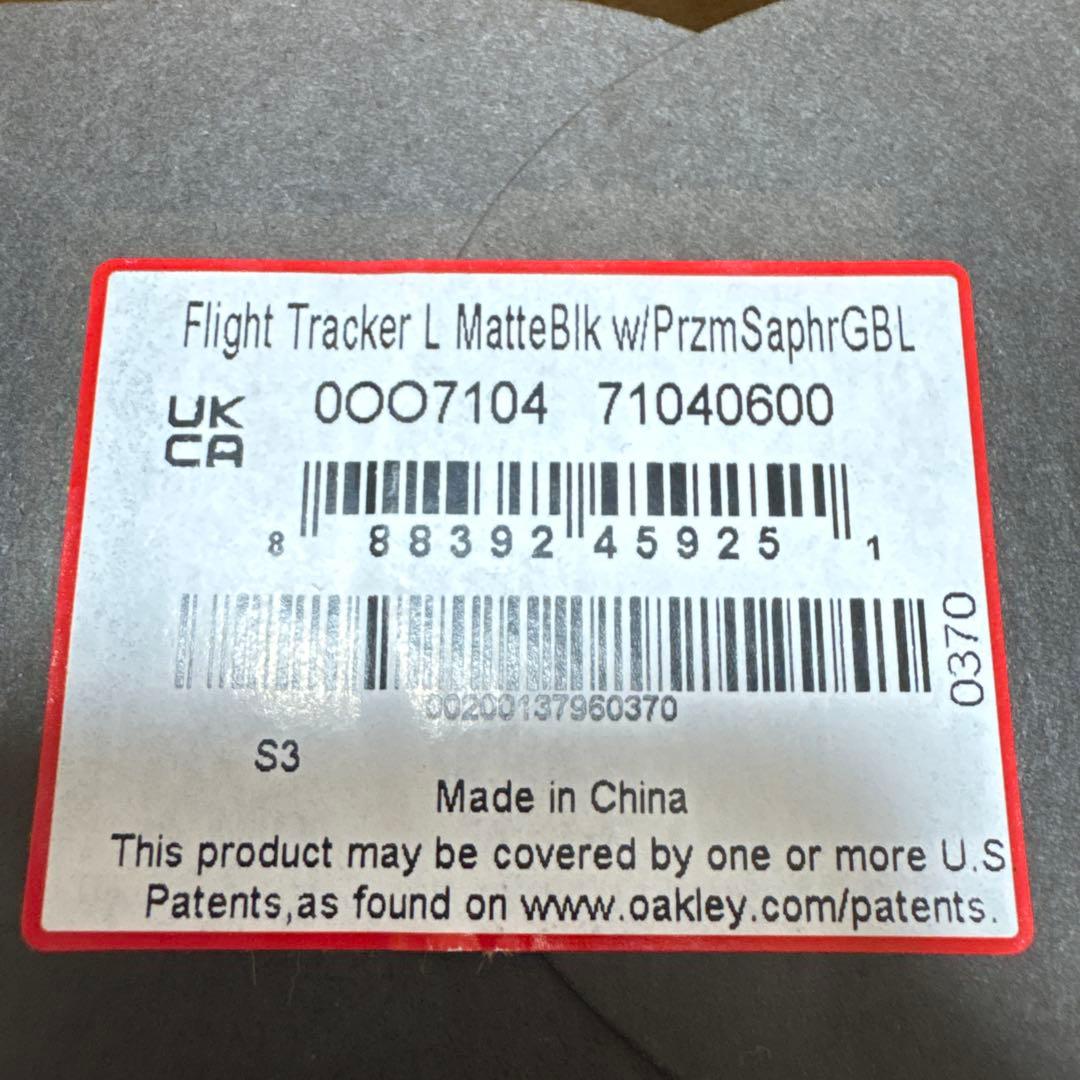 Flight Tracker L MatteBlk w/PrzmSaphrGBL
UK
CA
0OO7104 71040600
8 88392 45925 1
00200137960370
0370
S3
Made in China
This product may be covered by one or more U.S
Patents,as found on www.oakley.com/patents.